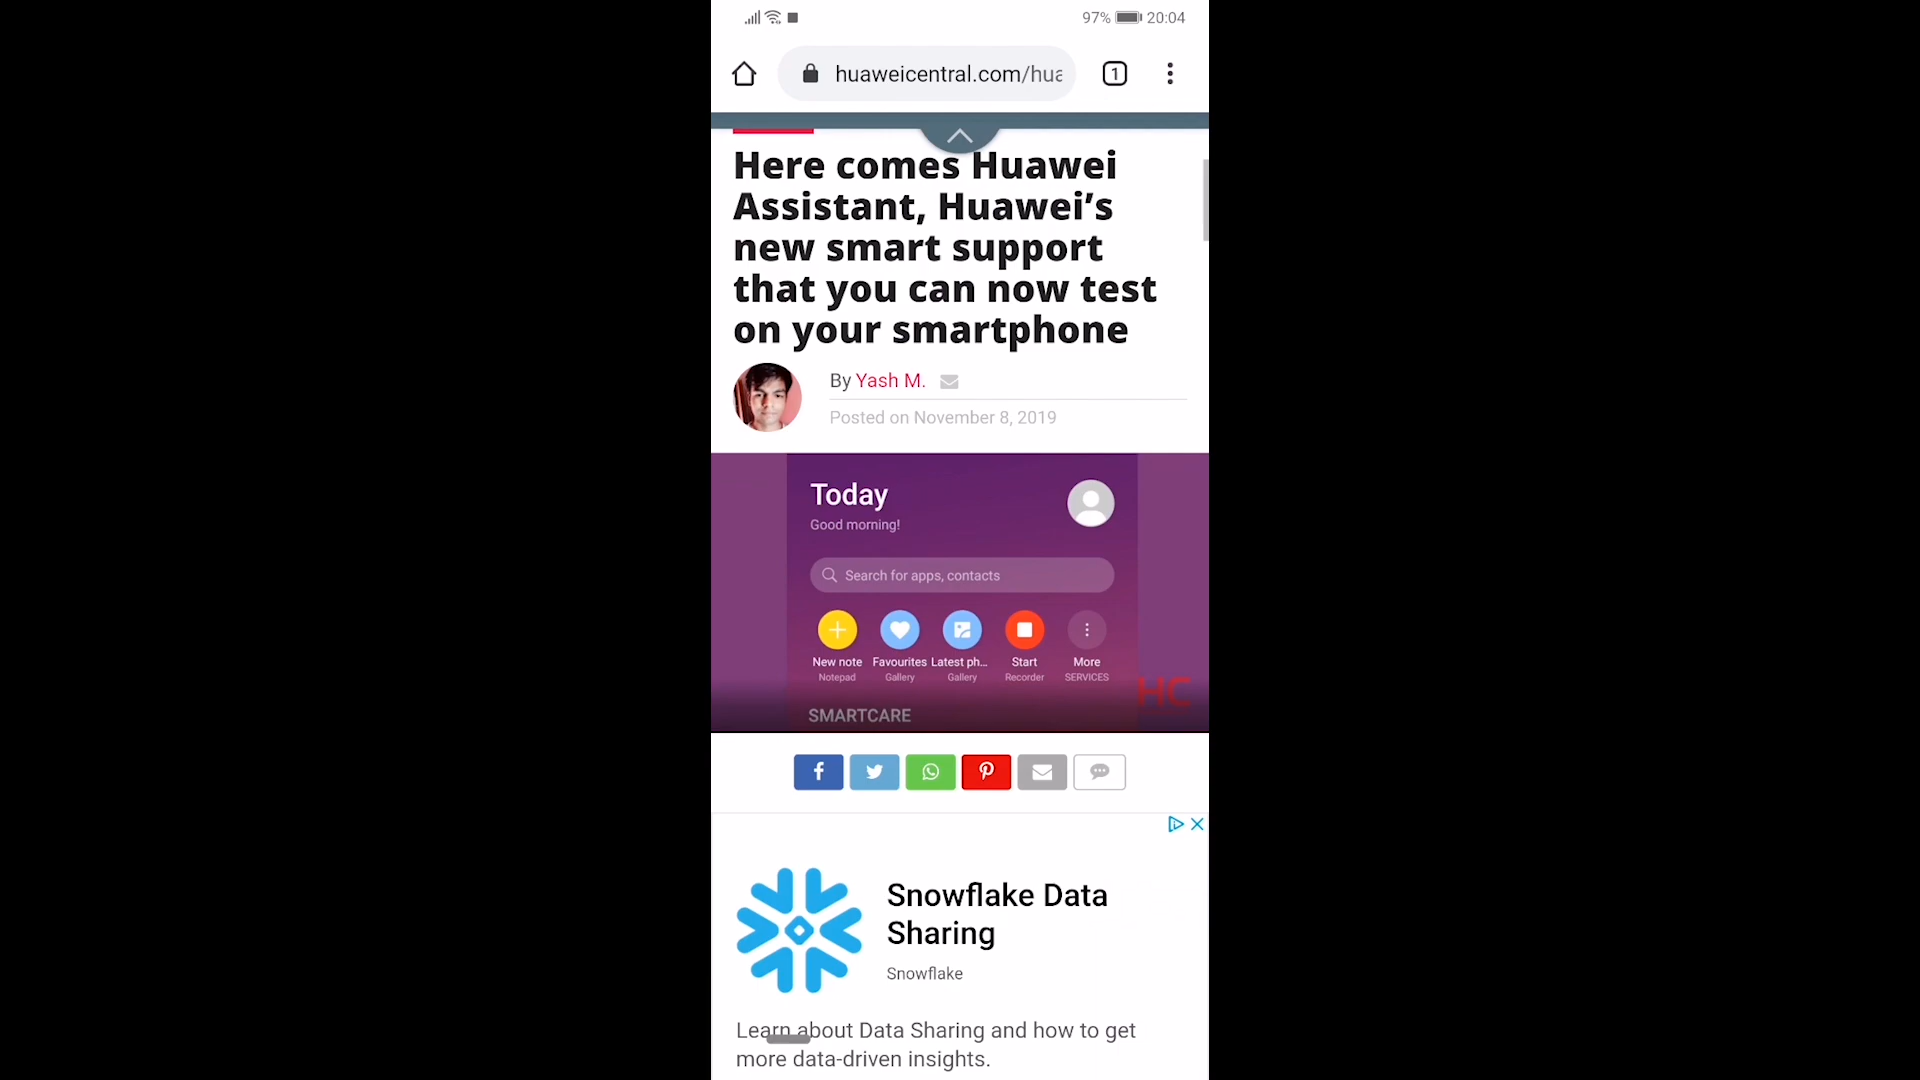 97% 20:04
huaweicentral.com/hua
1
Here comes Huawei
Assistant, Huawei's
new smart support
that you can now test
on your smartphone
By Yash M.
Posted on November 8, 2019
Today
Good morning!
Search for apps, contacts
New note Favourites Latest ph... Start More
Notepad Gallery Gallery Recorder SERVICES
HC
SMARTCARE
Snowflake Data
Sharing
Snowflake
Learn about Data Sharing and how to get
more data-driven insights.